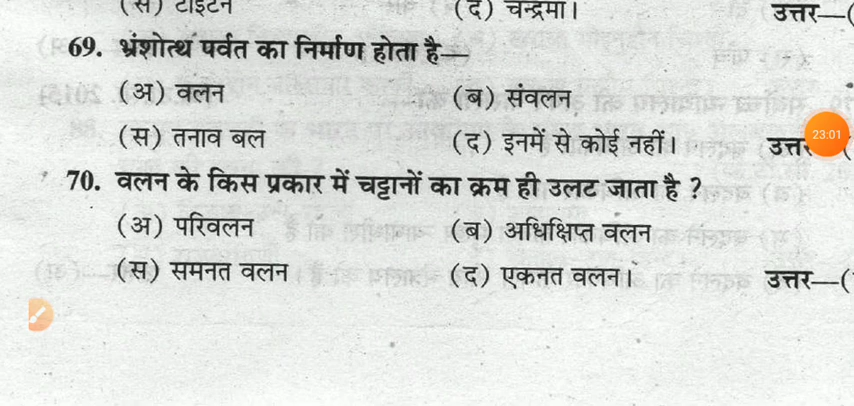 (स) टाइटन (द) चन्द्रमा। उत्तर—(
69. भ्रंशोत्थ पर्वत का निर्माण होता है—
(अ) वलन (ब) संवलन
(स) तनाव बल (द) इनमें से कोई नहीं। उत्तर
23:01
70. वलन के किस प्रकार में चट्टानों का क्रम ही उलट जाता है ?
(अ) परिवलन (ब) अधिक्षिप्त वलन
(स) समनत वलन (द) एकनत वलन। उत्तर—(